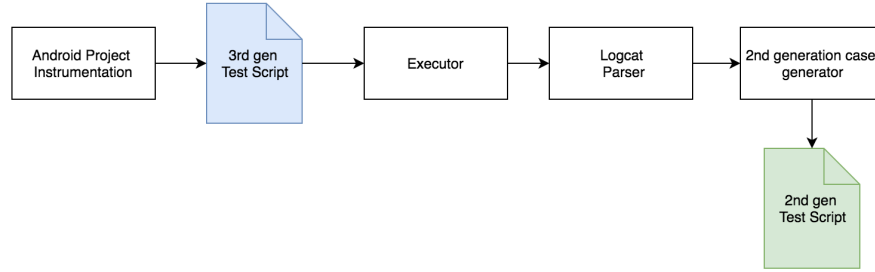 Android Project
Instrumentation
3rd gen
Test Script
Executor
Logcat
Parser
2nd generation case
generator
2nd gen
Test Script